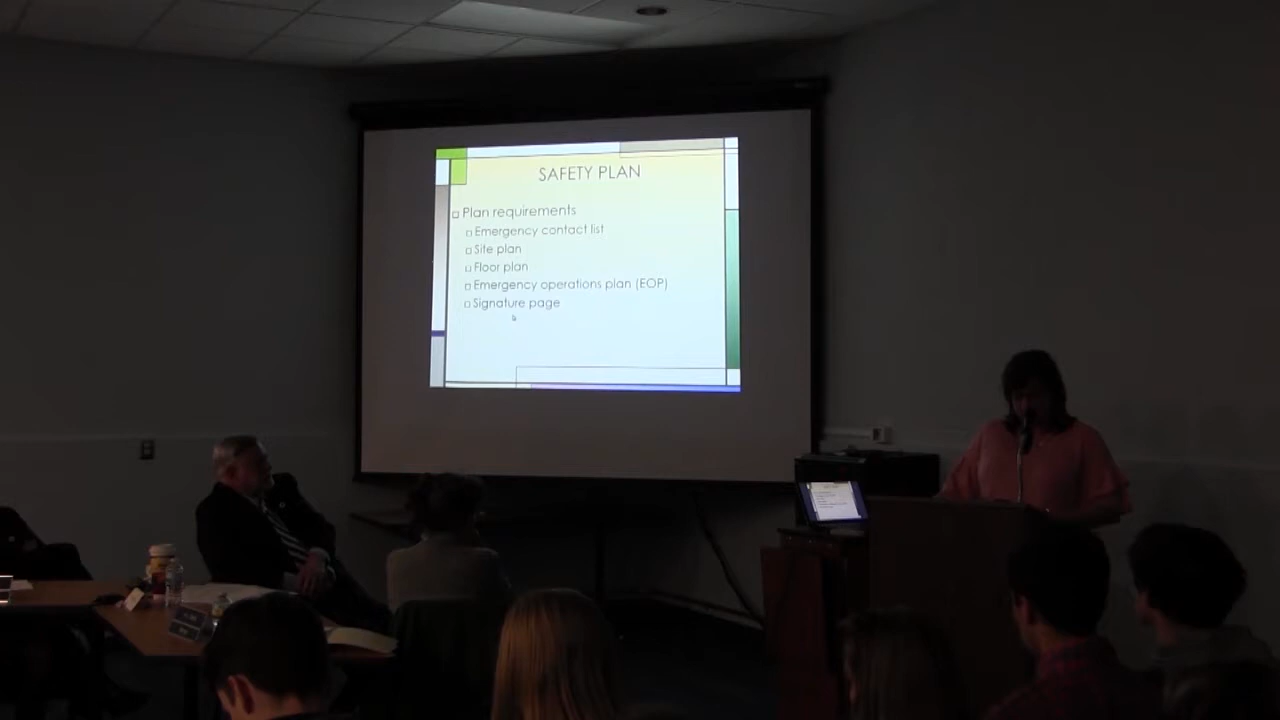 SAFETY PLAN
Plan requirements
Emergency contact list
Site plan
Floor plan
Emergency operations plan (EOP)
Signature page